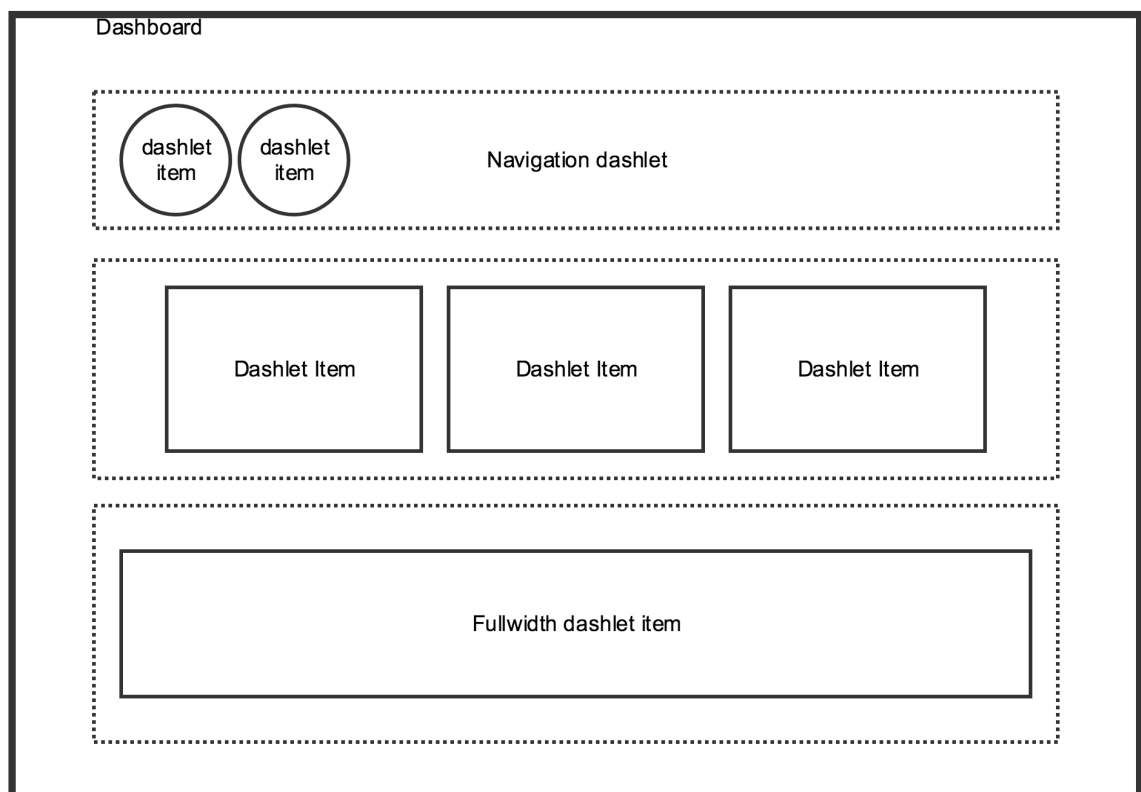 Dashboard
dashlet
item
dashlet
item
Navigation dashlet
Dashlet Item
Dashlet Item
Dashlet Item
Fullwidth dashlet item